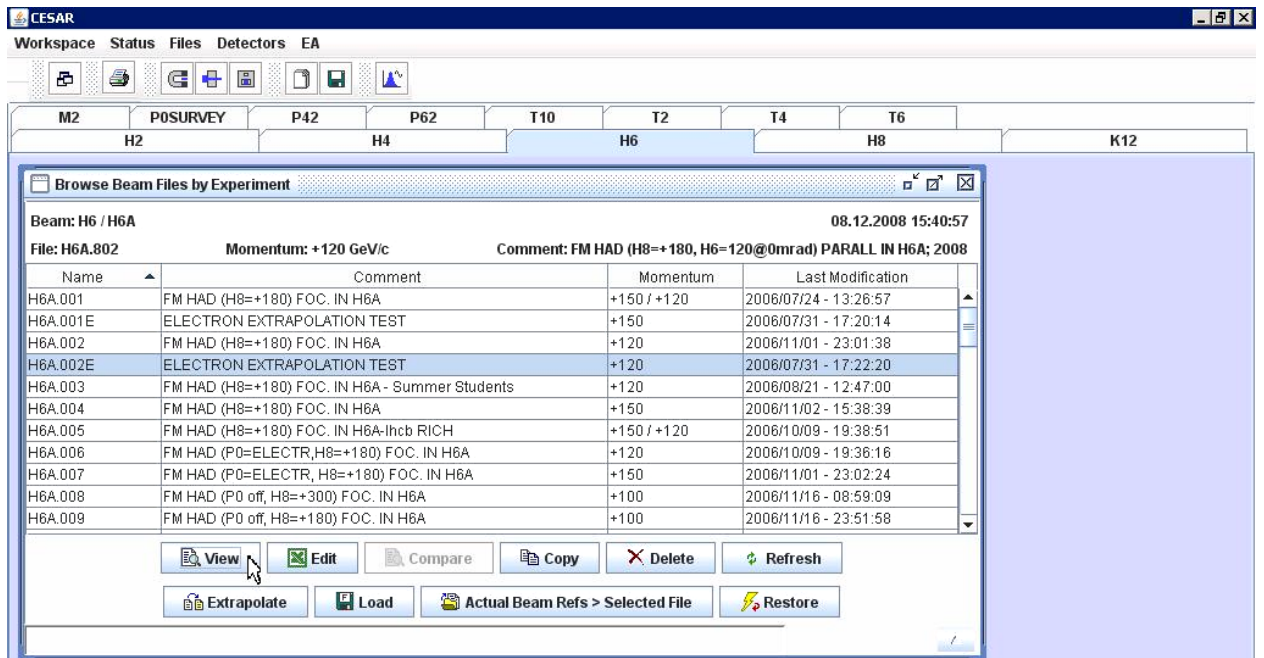 CESAR
Workspace Status Files Detectors EA
M2 P0SURVEY P42 P62 T10 T2 T4 T6
H2 H4 H6 H8 K12
Browse Beam Files by Experiment
Beam: H6 / H6A 08.12.2008 15:40:57
File: H6A.802 Momentum: +120 GeV/c Comment: FM HAD (H8=+180, H6=120@0mrad) PARALL IN H6A; 2008
Name Comment Momentum Last Modification
H6A.001 FM HAD (H8=+180) FOC. IN H6A +150 / +120 2006/07/24 - 13:26:57
H6A.001E ELECTRON EXTRAPOLATION TEST +150 2006/07/31 - 17:20:14
H6A.002 FM HAD (H8=+180) FOC. IN H6A +120 2006/11/01 - 23:01:38
H6A.002E ELECTRON EXTRAPOLATION TEST +120 2006/07/31 - 17:22:20
H6A.003 FM HAD (H8=+180) FOC. IN H6A - Summer Students +120 2006/08/21 - 12:47:00
H6A.004 FM HAD (H8=+180) FOC. IN H6A +150 2006/11/02 - 15:38:39
H6A.005 FM HAD (H8=+180) FOC. IN H6A-lhcb RICH +150 / +120 2006/10/09 - 19:38:51
H6A.006 FM HAD (P0=ELECTR,H8=+180) FOC. IN H6A +120 2006/10/09 - 19:36:16
H6A.007 FM HAD (P0=ELECTR, H8=+180) FOC. IN H6A +150 2006/11/01 - 23:02:24
H6A.008 FM HAD (P0 off, H8=+300) FOC. IN H6A +100 2006/11/16 - 08:59:09
H6A.009 FM HAD (P0 off, H8=+180) FOC. IN H6A +100 2006/11/16 - 23:51:58
View Edit Compare Copy Delete Refresh
Extrapolate Load Actual Beam Refs > Selected File Restore